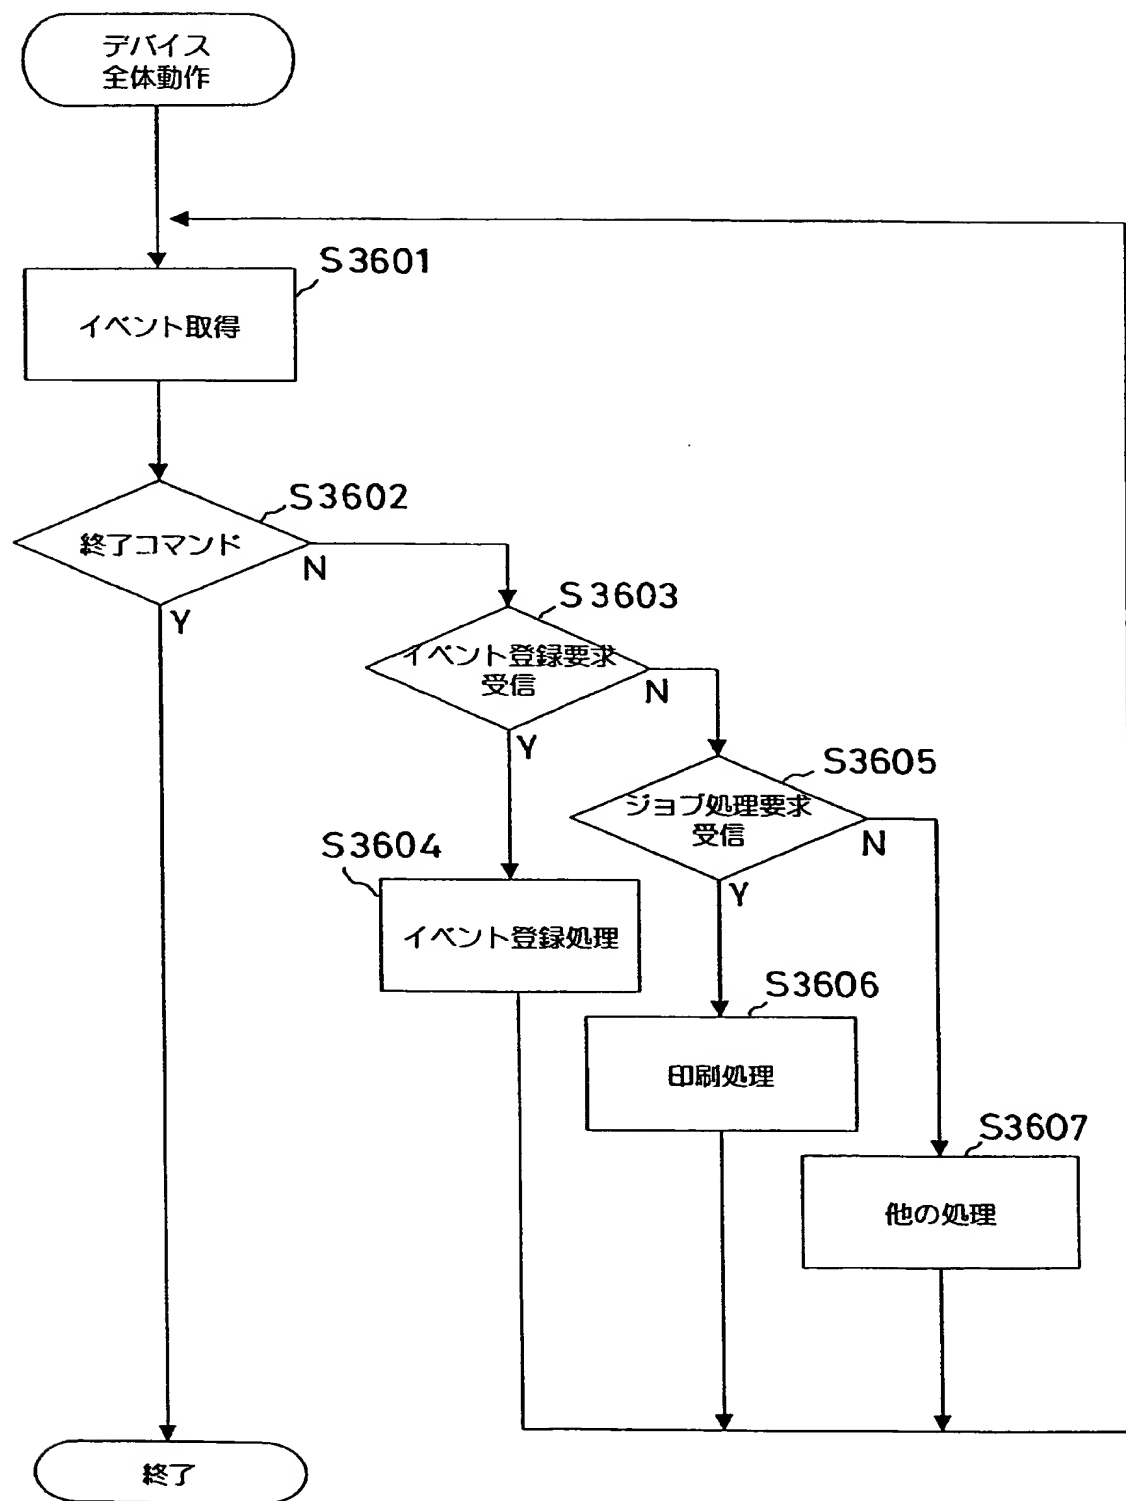 デバイス
全体動作
S3601
イベント取得
S3602
終了コマンド
N
Y
S3603
イベント登録要求
受信
N
Y
S3605
ジョブ処理要求
受信
N
Y
S3604
イベント登録処理
S3606
印刷処理
S3607
他の処理
終了